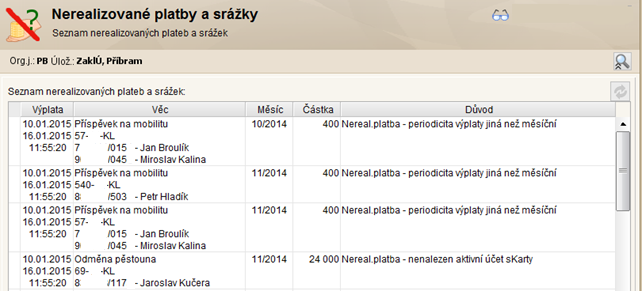 Nerealizované platby a srážky
Seznam nerealizovaných plateb a srážek
Org.j.: PB Úlož.: ZaklÚ, Příbram
Seznam nerealizovaných plateb a srážek:
Výplata Věc Měsíc Částka Důvod
10.01.2015 Příspěvek na mobilitu 10/2014 400 Nereal.platba - periodicita výplaty jiná než měsíční
16.01.2015 57- -KL
11:55:20 7 /015 - Jan Broulík
9 /045 - Miroslav Kalina
10.01.2015 Příspěvek na mobilitu 11/2014 400 Nereal.platba - periodicita výplaty jiná než měsíční
16.01.2015 540- -KL
11:55:20 8 /503 - Petr Hladík
10.01.2015 Příspěvek na mobilitu 11/2014 400 Nereal.platba - periodicita výplaty jiná než měsíční
16.01.2015 57- -KL
11:55:20 7 /015 - Jan Broulík
9 /045 - Miroslav Kalina
10.01.2015 Odměna pěstouna 11/2014 24 000 Nereal.platba - nenalezen aktivní účet sKarty
16.01.2015 69- -KL
11:55:20 8 /117 - Jaroslav Kučera